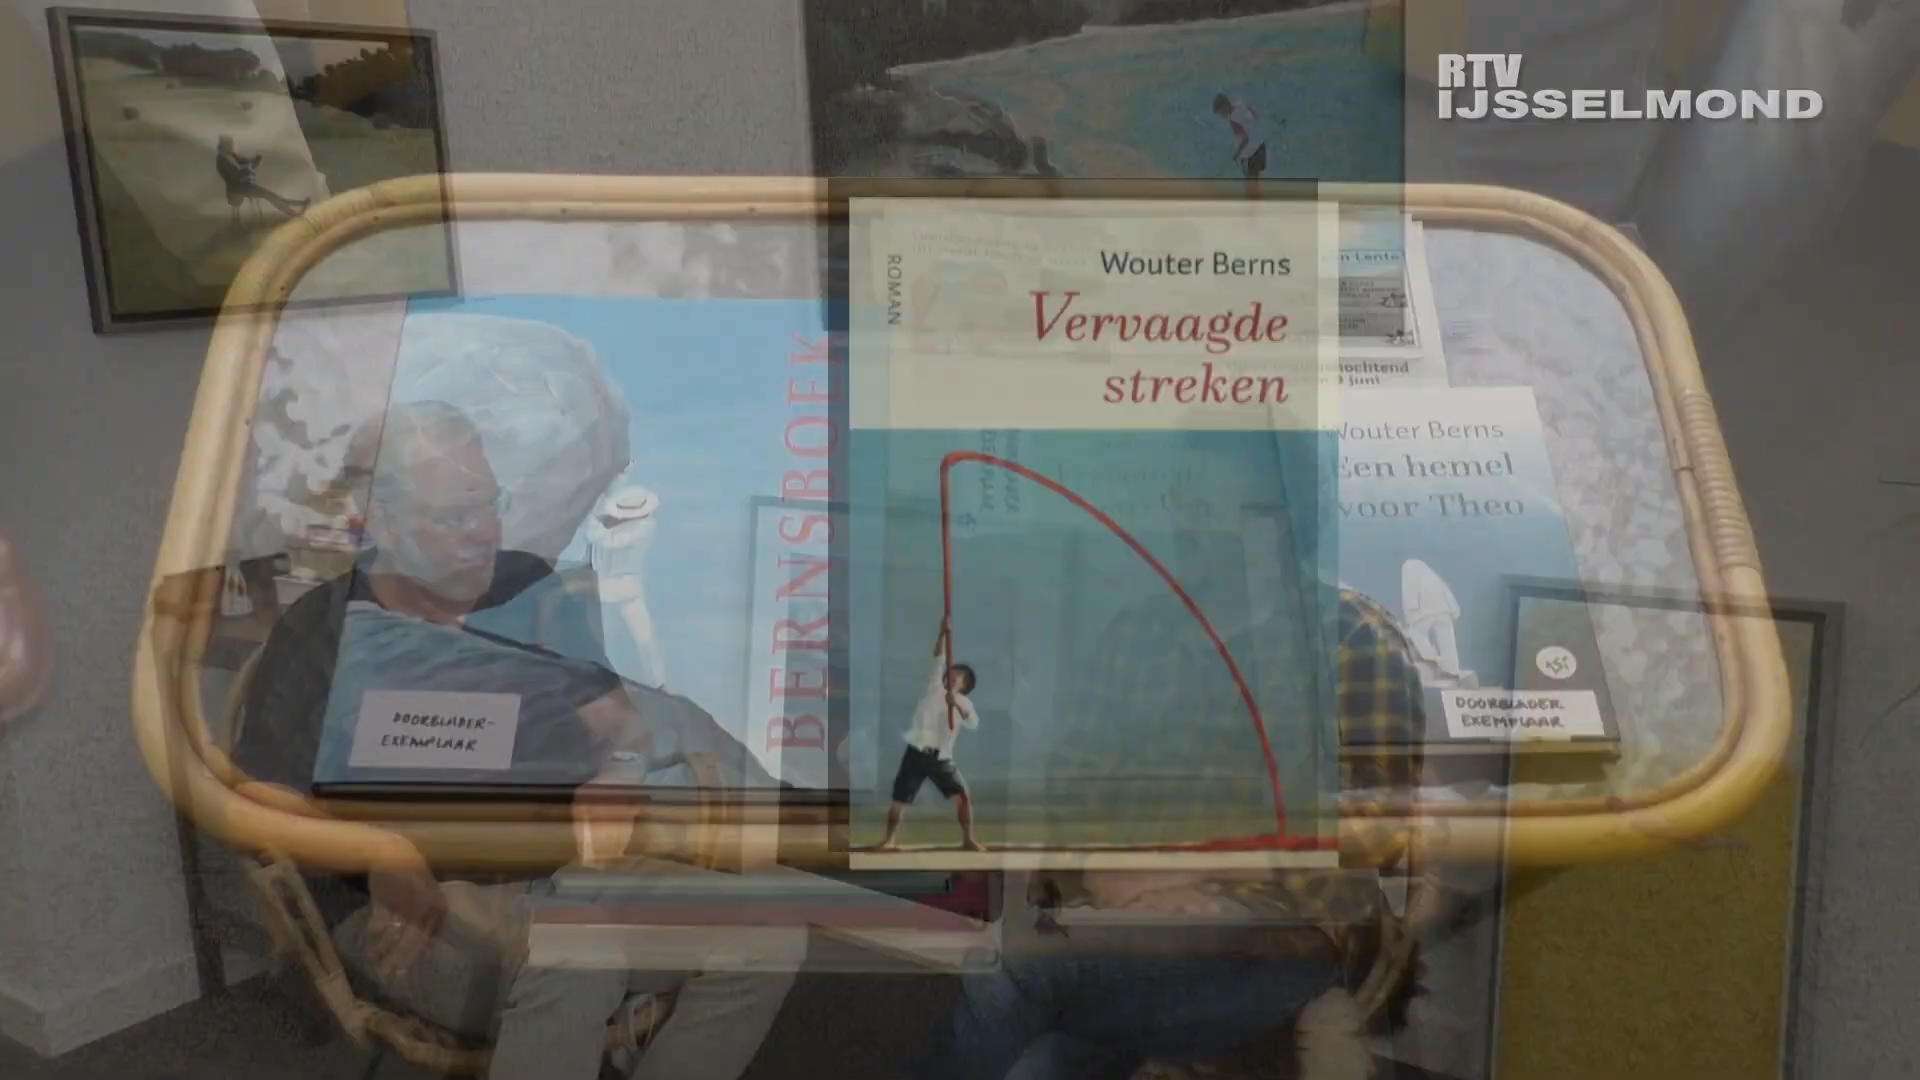 RTV
IJSSELMOND
ROMAN
Wouter Berns
Vervaagde
streken
BERNSBOEK
DOORBLADER-
EXEMPLAAR
Wouter Berns
Een hemel
voor Theo
DOORBLADER
EXEMPLAAR